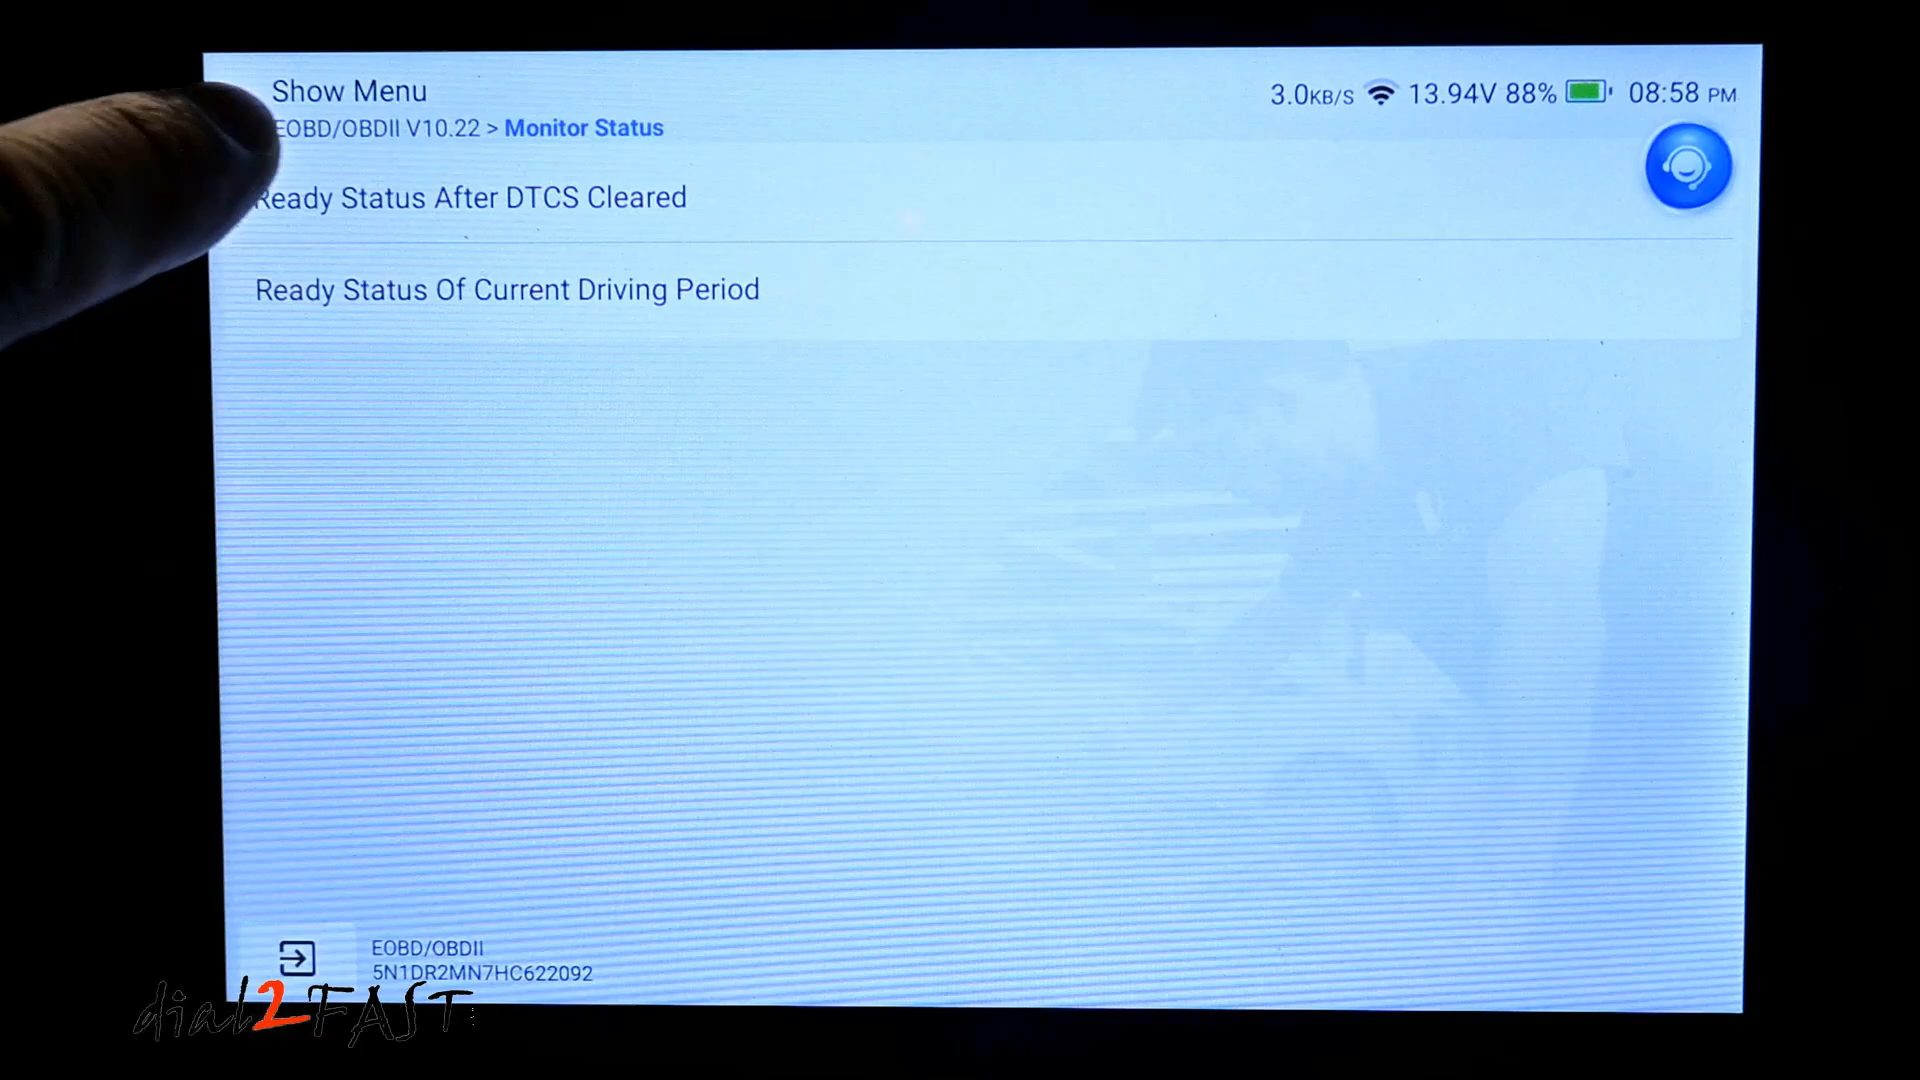 Show Menu
3.0KB/S 13.94V 88% 08:58 PM
EOBD/OBDII V10.22 > Monitor Status
Ready Status After DTCS Cleared
Ready Status Of Current Driving Period
EOBD/OBDII
5N1DR2MN7HC622092
dial2FAST